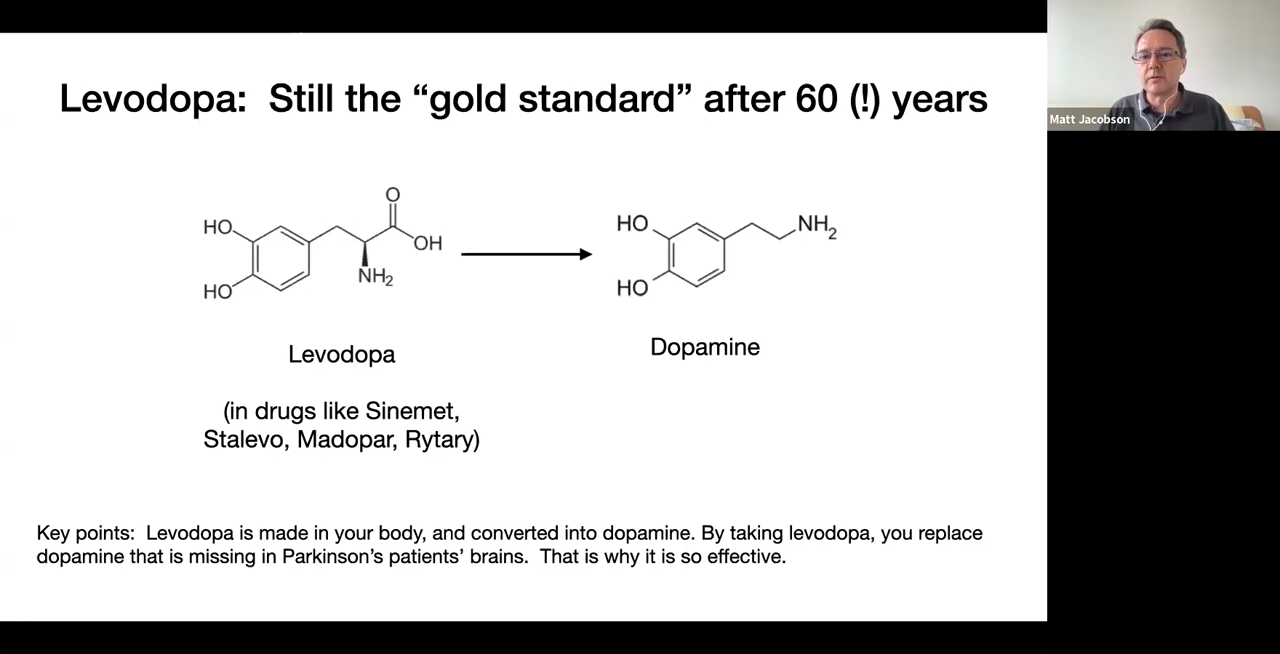 Levodopa: Still the “gold standard” after 60 (!) years
Matt Jacobson
O
HO
OH
HO
NH2
HO
NH2
HO
Levodopa
Dopamine
(in drugs like Sinemet,
Stalevo, Madopar, Rytary)
Key points: Levodopa is made in your body, and converted into dopamine. By taking levodopa, you replace
dopamine that is missing in Parkinson’s patients’ brains. That is why it is so effective.